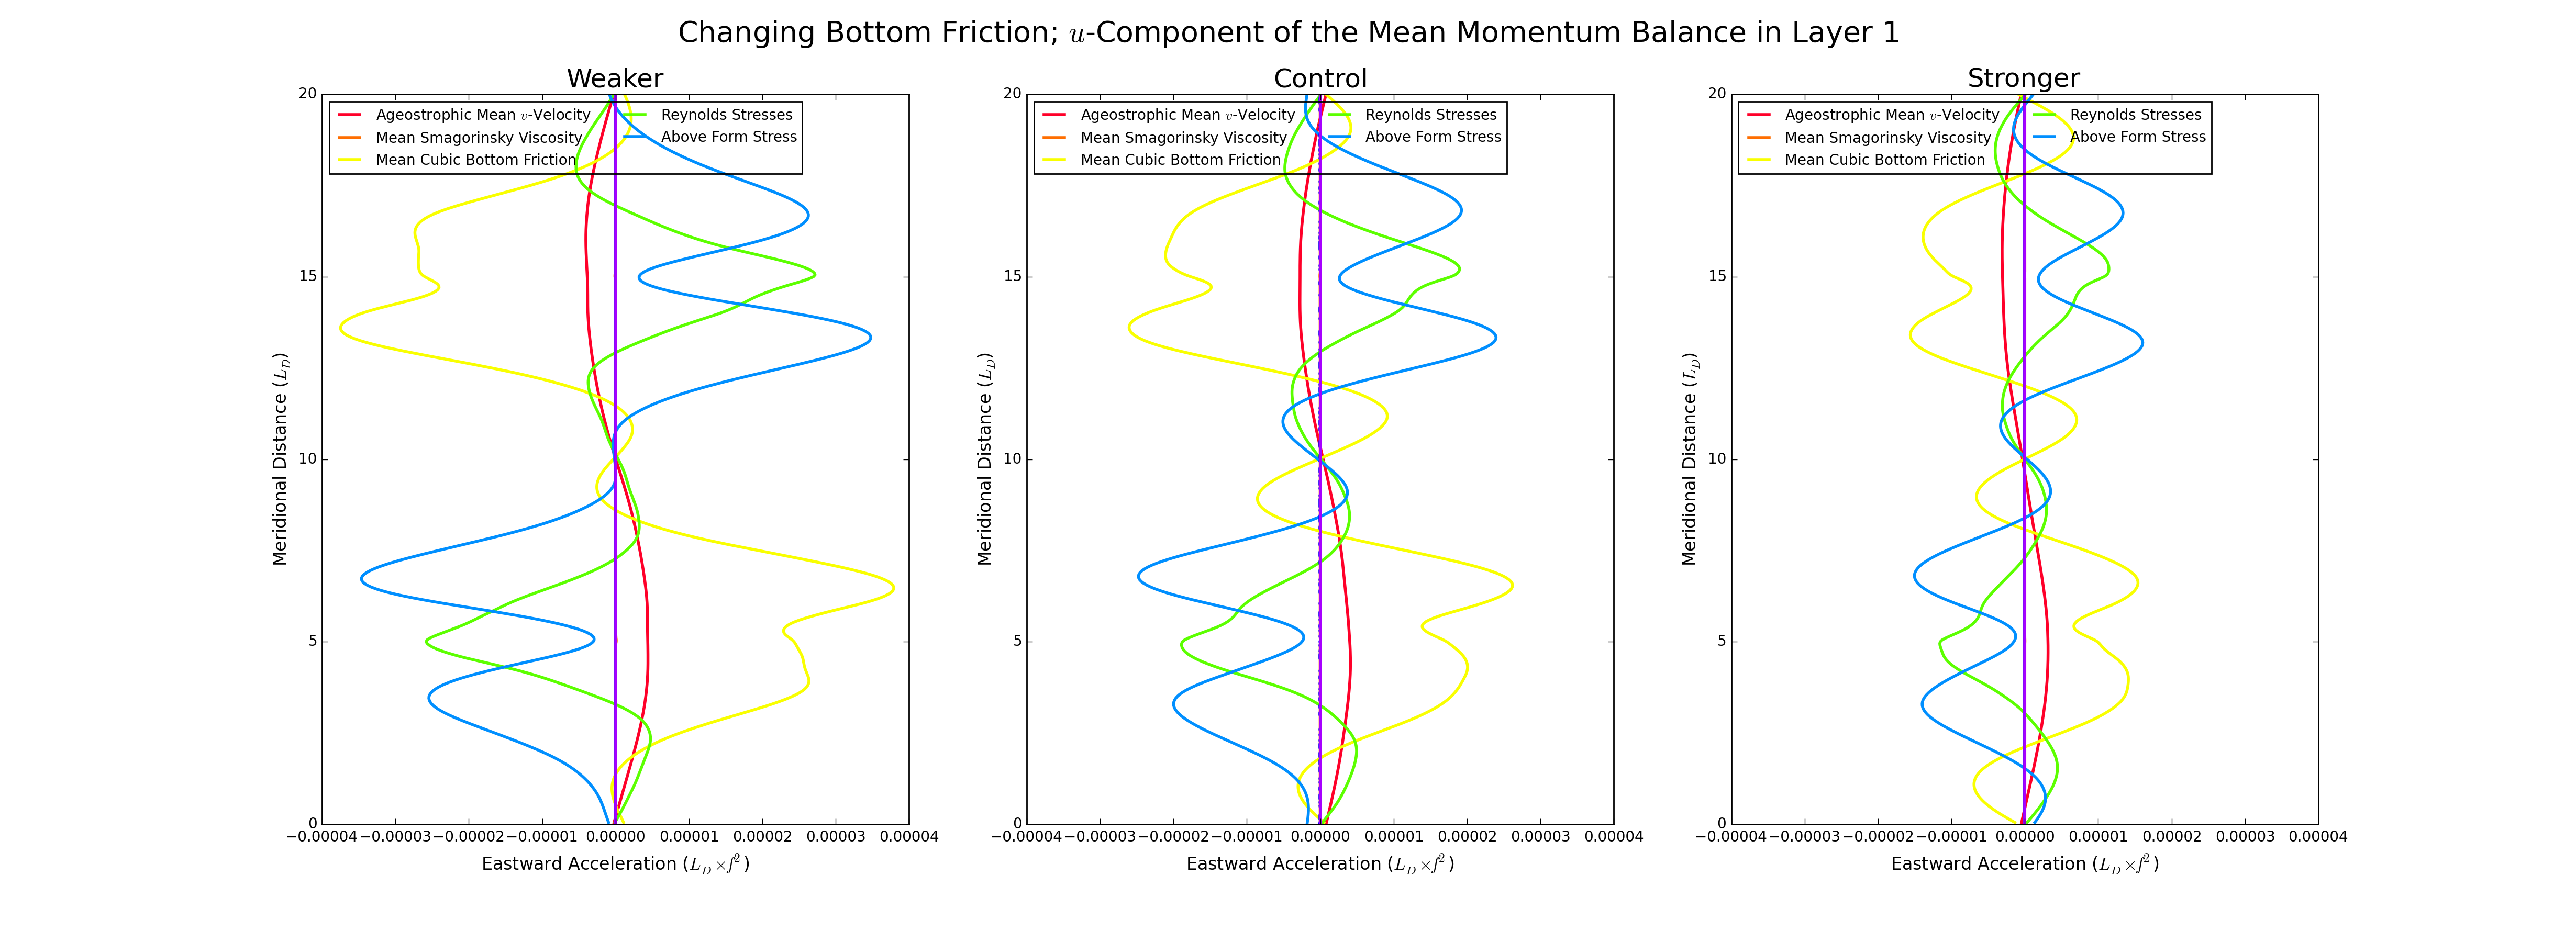 Changing Bottom Friction; u-Component of the Mean Momentum Balance in Layer 1
Weaker
20
15
10
5
0
Meridional Distance (L_D)
Ageostrophic Mean v-Velocity
Mean Smagorinsky Viscosity
Mean Cubic Bottom Friction
Reynolds Stresses
Above Form Stress
−0.00004 −0.00003 −0.00002 −0.00001 0.00000 0.00001 0.00002 0.00003 0.00004
Eastward Acceleration (L_D × f²)
Control
20
15
10
5
0
Meridional Distance (L_D)
Ageostrophic Mean v-Velocity
Mean Smagorinsky Viscosity
Mean Cubic Bottom Friction
Reynolds Stresses
Above Form Stress
−0.00004 −0.00003 −0.00002 −0.00001 0.00000 0.00001 0.00002 0.00003 0.00004
Eastward Acceleration (L_D × f²)
Stronger
20
15
10
5
0
Meridional Distance (L_D)
Ageostrophic Mean v-Velocity
Mean Smagorinsky Viscosity
Mean Cubic Bottom Friction
Reynolds Stresses
Above Form Stress
−0.00004 −0.00003 −0.00002 −0.00001 0.00000 0.00001 0.00002 0.00003 0.00004
Eastward Acceleration (L_D × f²)